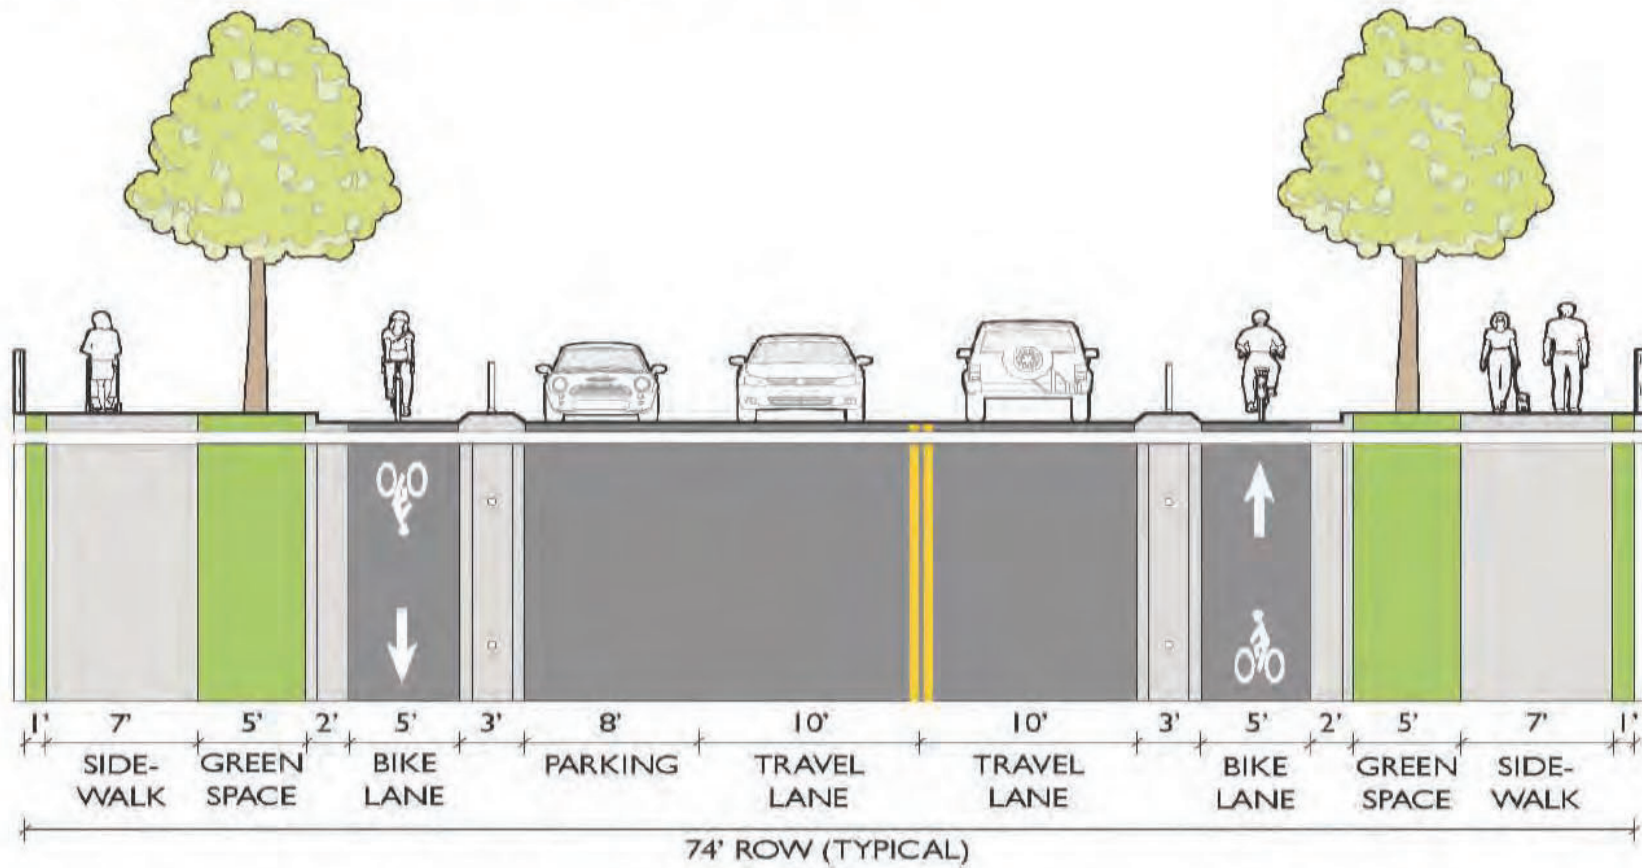 1' 7' 5' 2' 5' 3' 8' 10' 10' 3' 5' 2' 5' 7' 1'
SIDE- GREEN BIKE PARKING TRAVEL TRAVEL BIKE GREEN SIDE-
WALK SPACE LANE LANE LANE LANE SPACE WALK
74' ROW (TYPICAL)